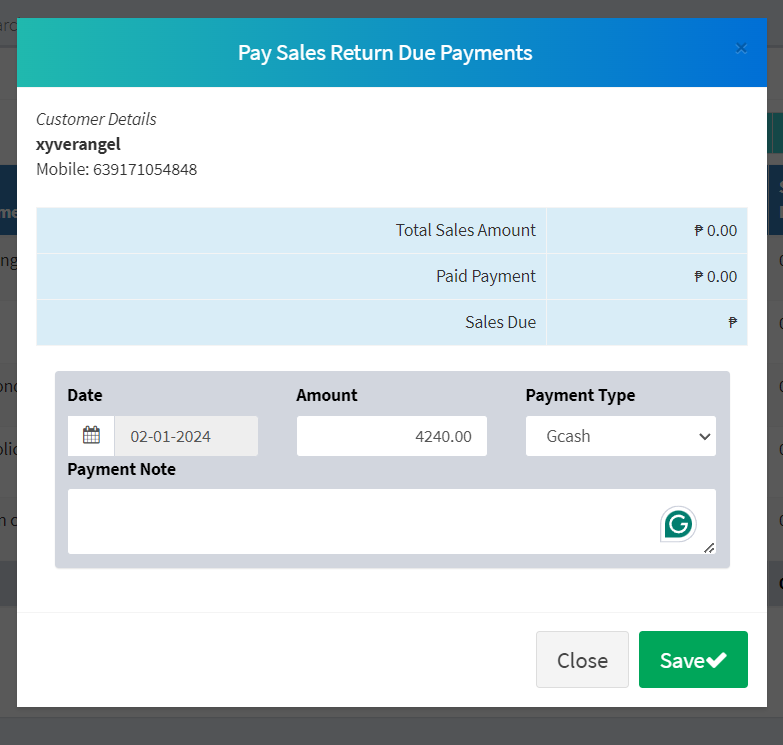 Pay Sales Return Due Payments
×
Customer Details
xyverangel
Mobile: 639171054848
Total Sales Amount ₱ 0.00
Paid Payment ₱ 0.00
Sales Due ₱
Date Amount Payment Type
02-01-2024 4240.00 Gcash
Payment Note
G
Close Save